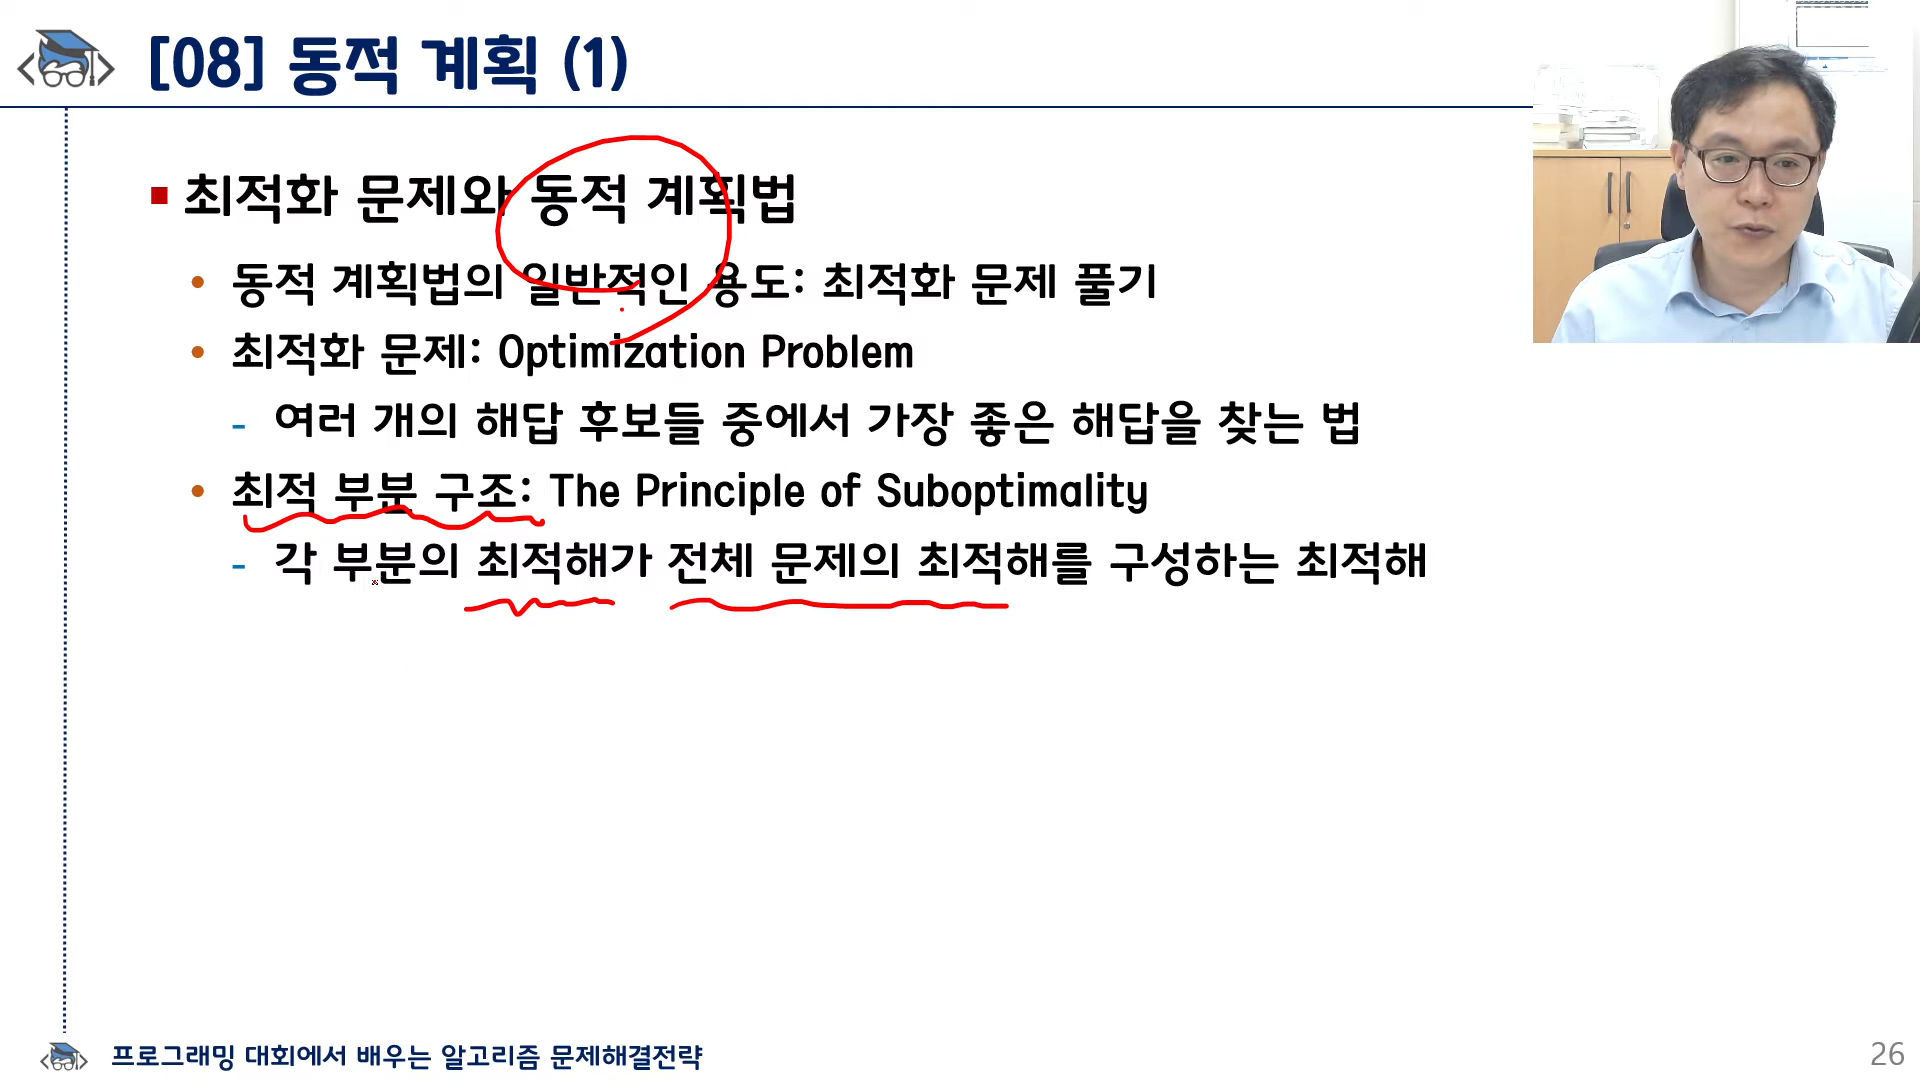 [08] 동적 계획 (1)
최적화 문제와 동적 계획법
동적 계획법의 일반적인 용도: 최적화 문제 풀기
최적화 문제: Optimization Problem
- 여러 개의 해답 후보들 중에서 가장 좋은 해답을 찾는 법
최적 부분 구조: The Principle of Suboptimality
- 각 부분의 최적해가 전체 문제의 최적해를 구성하는 최적해
프로그래밍 대회에서 배우는 알고리즘 문제해결전략
26